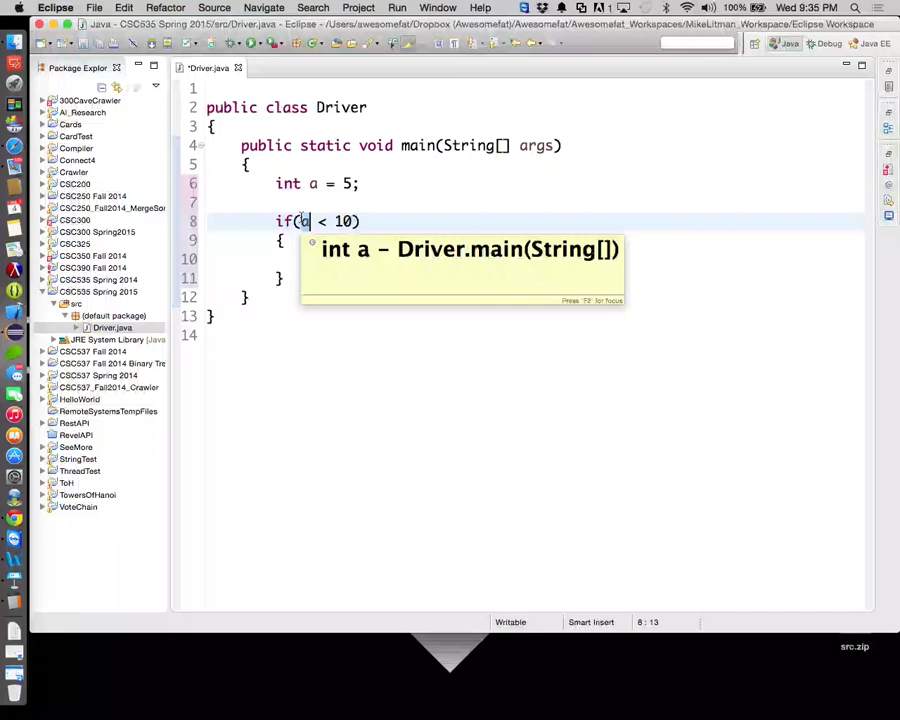 Eclipse File Edit Refactor Source Navigate Search Project Run Window Help 100% Wed 9:35 PM awesomefat
Java – CSC535 Spring 2015/src/Driver.java – Eclipse – /Users/awesomefat/Dropbox (Awesomefat)/Awesomefat_Workspaces/MikeLitman_Workspace/Eclipse Workspace
Java Debug Java EE
Package Explor
*Driver.java
300CaveCrawler
AI_Research
Cards
CardTest
Compiler
Connect4
Crawler
CSC200
CSC250 Fall 2014
CSC250_Fall2014_MergeSor
CSC300
CSC300 Spring2015
CSC325
CSC350 Fall 2014
CSC390 Fall 2014
CSC535 Spring 2014
CSC535 Spring 2015
src
(default package)
Driver.java
JRE System Library [Java
CSC537 Fall 2014
CSC537 Fall 2014 Binary Tre
CSC537 Spring 2014
CSC537_Fall2014_Crawler
HelloWorld
RemoteSystemsTempFiles
RestAPI
RevelAPI
SeeMore
StringTest
ThreadTest
ToH
TowersOfHanoi
VoteChain
1
2 public class Driver
3 {
4 public static void main(String[] args)
5 {
6 int a = 5;
7
8 if(a < 10)
9 {
int a – Driver.main(String[])
10
11 }
12 }
Press 'F2' for focus
13 }
14
Writable Smart Insert 8 : 13
src.zip